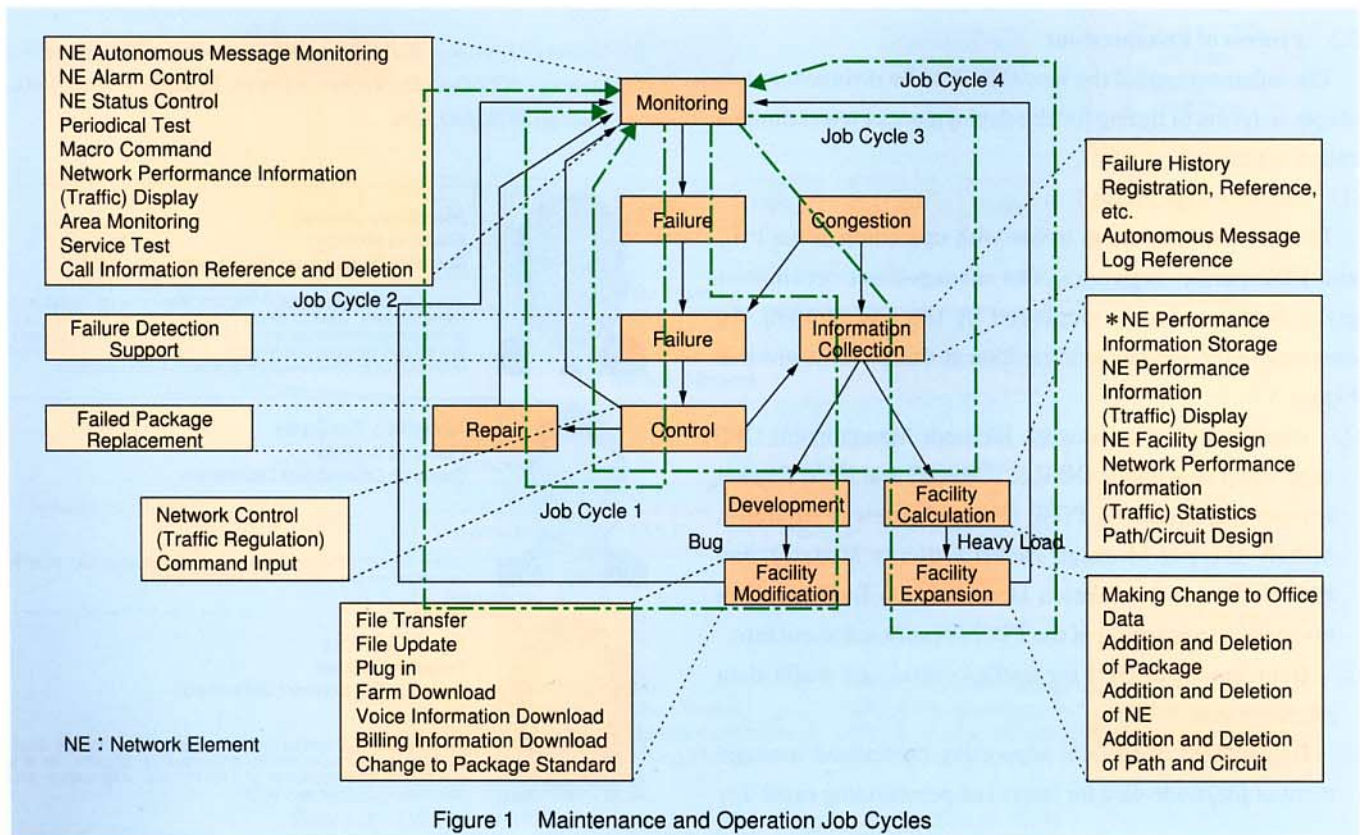 NE Autonomous Message Monitoring
NE Alarm Control
NE Status Control
Periodical Test
Macro Command
Network Performance Information
(Traffic) Display
Area Monitoring
Service Test
Call Information Reference and Deletion
Monitoring
Job Cycle 4
Job Cycle 3
Failure History
Registration, Reference,
etc.
Autonomous Message
Log Reference
Failure
Congestion
Job Cycle 2
Failure Detection
Support
Failure
Information
Collection
*NE Performance
Information Storage
NE Performance
Information
(Ttraffic) Display
NE Facility Design
Network Performance
Information
(Traffic) Statistics
Path/Circuit Design
Failed Package
Replacement
Repair
Control
Network Control
(Traffic Regulation)
Command Input
Job Cycle 1
Development
Facility
Calculation
Bug
Heavy Load
Facility
Modification
Facility
Expansion
File Transfer
File Update
Plug in
Farm Download
Voice Information Download
Billing Information Download
Change to Package Standard
Making Change to Office
Data
Addition and Deletion
of Package
Addition and Deletion
of NE
Addition and Deletion
of Path and Circuit
NE : Network Element
Figure 1 Maintenance and Operation Job Cycles